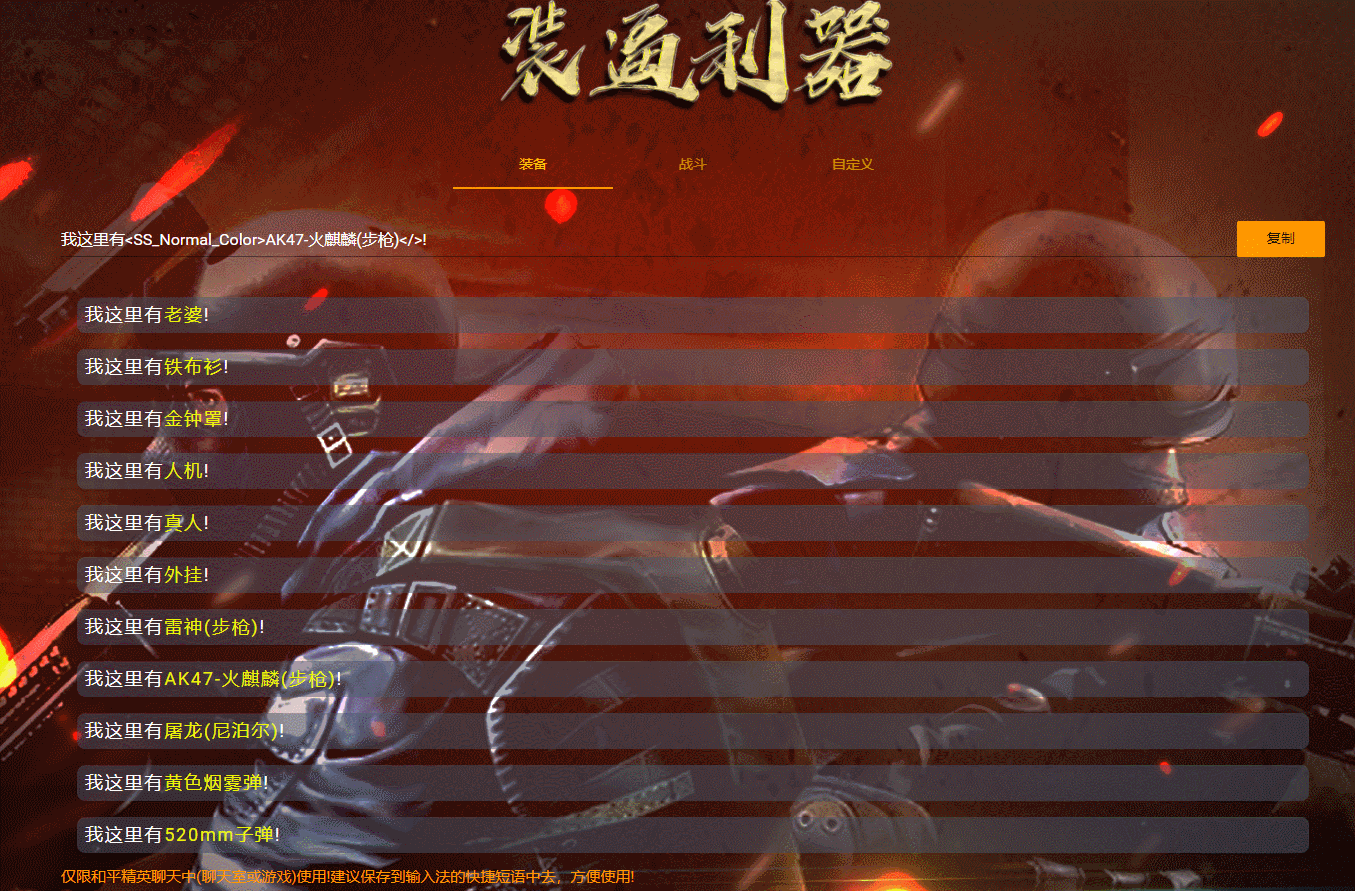 装逼利器
装备 战斗 自定义
我这里有<SS_Normal_Color>AK47-火麒麟(步枪)</>! 复制
我这里有老婆!
我这里有铁布衫!
我这里有金钟罩!
我这里有人机!
我这里有真人!
我这里有外挂!
我这里有雷神(步枪)!
我这里有AK47-火麒麟(步枪)!
我这里有屠龙(尼泊尔)!
我这里有黄色烟雾弹!
我这里有520mm子弹!
仅限和平精英聊天中(聊天室或游戏)使用!建议保存到输入法的快捷短语中去，方便使用!